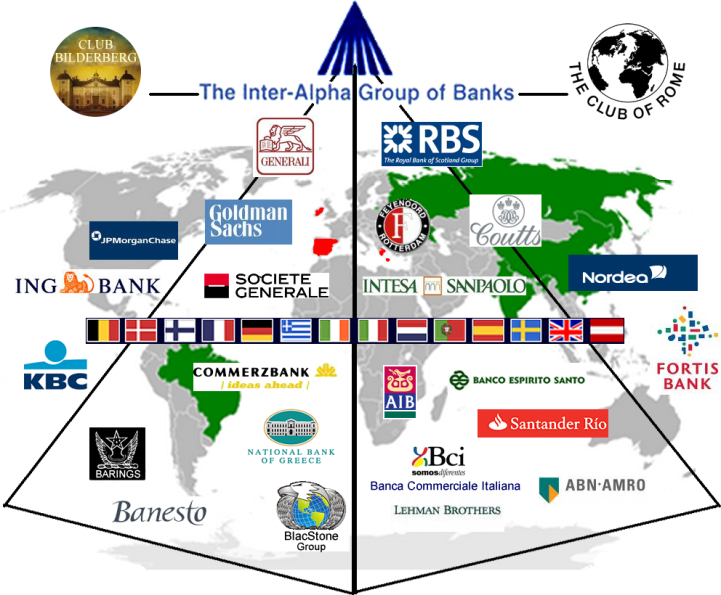 CLUB
BILDERBERG
The Inter-Alpha Group of Banks
THE CLUB OF ROME
GENERALI
RBS
The Royal Bank of Scotland Group
Goldman
Sachs
FEYENOORD
ROTTERDAM
F
Coutts
JPMorganChase
Nordea
ING BANK
SOCIETE
GENERALE
INTESA SANPAOLO
KBC
COMMERZBANK
/ ideas ahead /
AIB
BANCO ESPIRITO SANTO
FORTIS
BANK
Santander Río
NATIONAL BANK
OF GREECE
BARINGS
Bci
somosdiferentes
Banca Commerciale Italiana
ABN·AMRO
Banesto
LEHMAN BROTHERS
BlacStone
Group